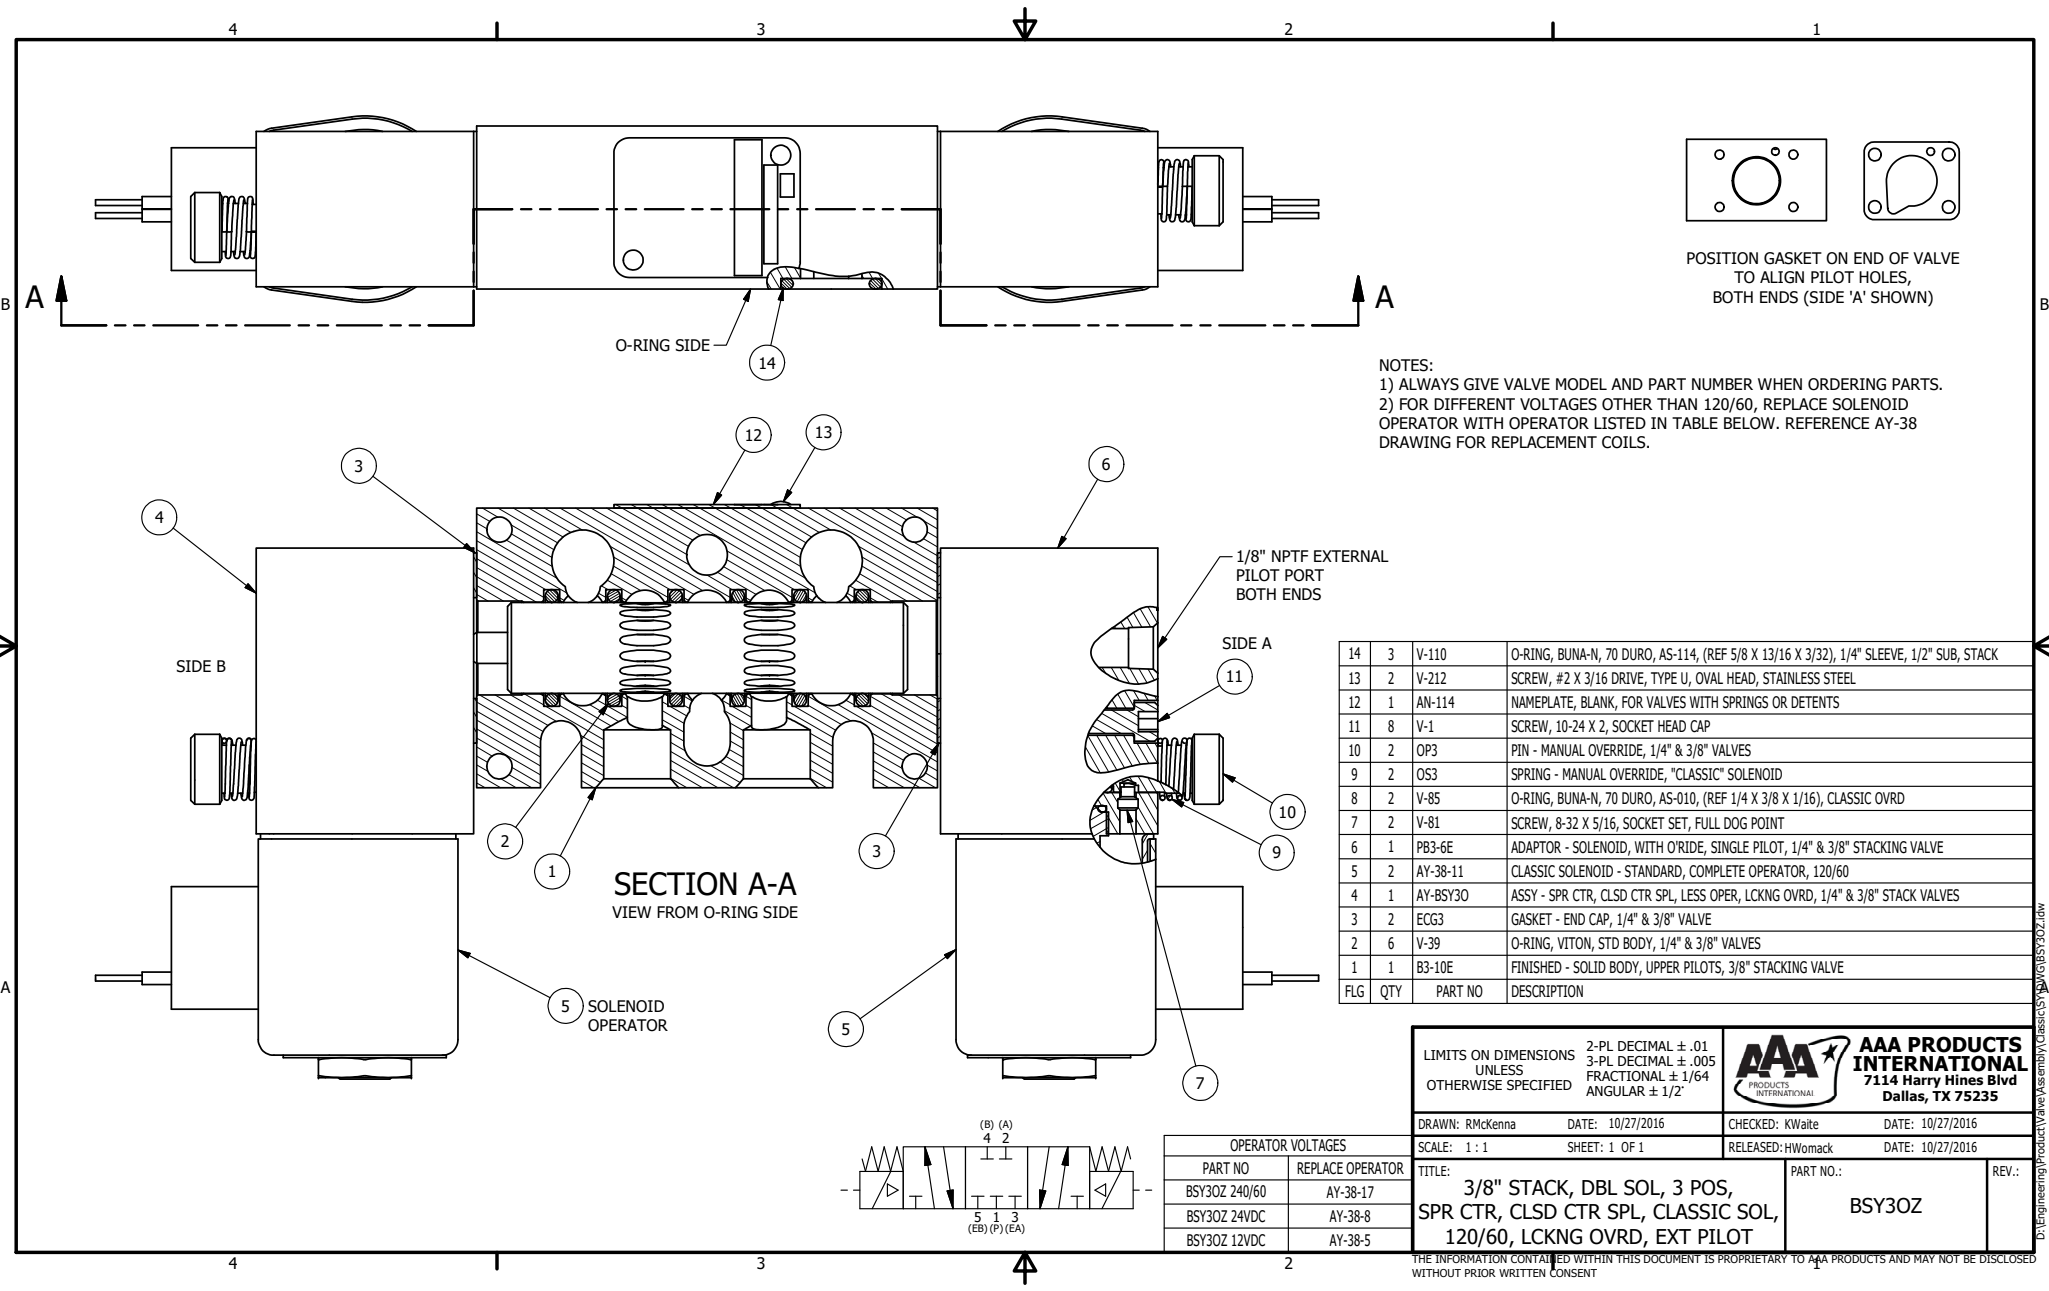 4
3
2
1
B
A
A
B
O-RING SIDE
14
POSITION GASKET ON END OF VALVE
TO ALIGN PILOT HOLES,
BOTH ENDS (SIDE 'A' SHOWN)
NOTES:
1) ALWAYS GIVE VALVE MODEL AND PART NUMBER WHEN ORDERING PARTS.
2) FOR DIFFERENT VOLTAGES OTHER THAN 120/60, REPLACE SOLENOID
OPERATOR WITH OPERATOR LISTED IN TABLE BELOW. REFERENCE AY-38
DRAWING FOR REPLACEMENT COILS.
12
13
3
6
4
1/8" NPTF EXTERNAL
PILOT PORT
BOTH ENDS
SIDE A
SIDE B
11
10
9
2
1
3
SECTION A-A
VIEW FROM O-RING SIDE
5 SOLENOID
OPERATOR
5
7
14 3 V-110 O-RING, BUNA-N, 70 DURO, AS-114, (REF 5/8 X 13/16 X 3/32), 1/4" SLEEVE, 1/2" SUB, STACK
13 2 V-212 SCREW, #2 X 3/16 DRIVE, TYPE U, OVAL HEAD, STAINLESS STEEL
12 1 AN-114 NAMEPLATE, BLANK, FOR VALVES WITH SPRINGS OR DETENTS
11 8 V-1 SCREW, 10-24 X 2, SOCKET HEAD CAP
10 2 OP3 PIN - MANUAL OVERRIDE, 1/4" & 3/8" VALVES
9 2 OS3 SPRING - MANUAL OVERRIDE, "CLASSIC" SOLENOID
8 2 V-85 O-RING, BUNA-N, 70 DURO, AS-010, (REF 1/4 X 3/8 X 1/16), CLASSIC OVRD
7 2 V-81 SCREW, 8-32 X 5/16, SOCKET SET, FULL DOG POINT
6 1 PB3-6E ADAPTOR - SOLENOID, WITH O'RIDE, SINGLE PILOT, 1/4" & 3/8" STACKING VALVE
5 2 AY-38-11 CLASSIC SOLENOID - STANDARD, COMPLETE OPERATOR, 120/60
4 1 AY-BSY3O ASSY - SPR CTR, CLSD CTR SPL, LESS OPER, LCKNG OVRD, 1/4" & 3/8" STACK VALVES
3 2 ECG3 GASKET - END CAP, 1/4" & 3/8" VALVE
2 6 V-39 O-RING, VITON, STD BODY, 1/4" & 3/8" VALVES
1 1 B3-10E FINISHED - SOLID BODY, UPPER PILOTS, 3/8" STACKING VALVE
FLG QTY PART NO DESCRIPTION
A
A
D:\Engineering\Product\Valve\Assembly\Classic\SY\DWG\BSY3OZ.idw
LIMITS ON DIMENSIONS
UNLESS
OTHERWISE SPECIFIED
2-PL DECIMAL ± .01
3-PL DECIMAL ± .005
FRACTIONAL ± 1/64
ANGULAR ± 1/2°
AAA
PRODUCTS
INTERNATIONAL
AAA PRODUCTS
INTERNATIONAL
7114 Harry Hines Blvd
Dallas, TX 75235
DRAWN: RMcKenna DATE: 10/27/2016 CHECKED: KWaite DATE: 10/27/2016
SCALE: 1 : 1 SHEET: 1 OF 1 RELEASED: HWomack DATE: 10/27/2016
TITLE:
3/8" STACK, DBL SOL, 3 POS,
SPR CTR, CLSD CTR SPL, CLASSIC SOL,
120/60, LCKNG OVRD, EXT PILOT
PART NO.:
BSY3OZ
REV.:
(B) (A)
4 2
5 1 3
(EB) (P) (EA)
OPERATOR VOLTAGES
PART NO REPLACE OPERATOR
BSY3OZ 240/60 AY-38-17
BSY3OZ 24VDC AY-38-8
BSY3OZ 12VDC AY-38-5
4
3
2
1
THE INFORMATION CONTAINED WITHIN THIS DOCUMENT IS PROPRIETARY TO AAA PRODUCTS AND MAY NOT BE DISCLOSED
WITHOUT PRIOR WRITTEN CONSENT